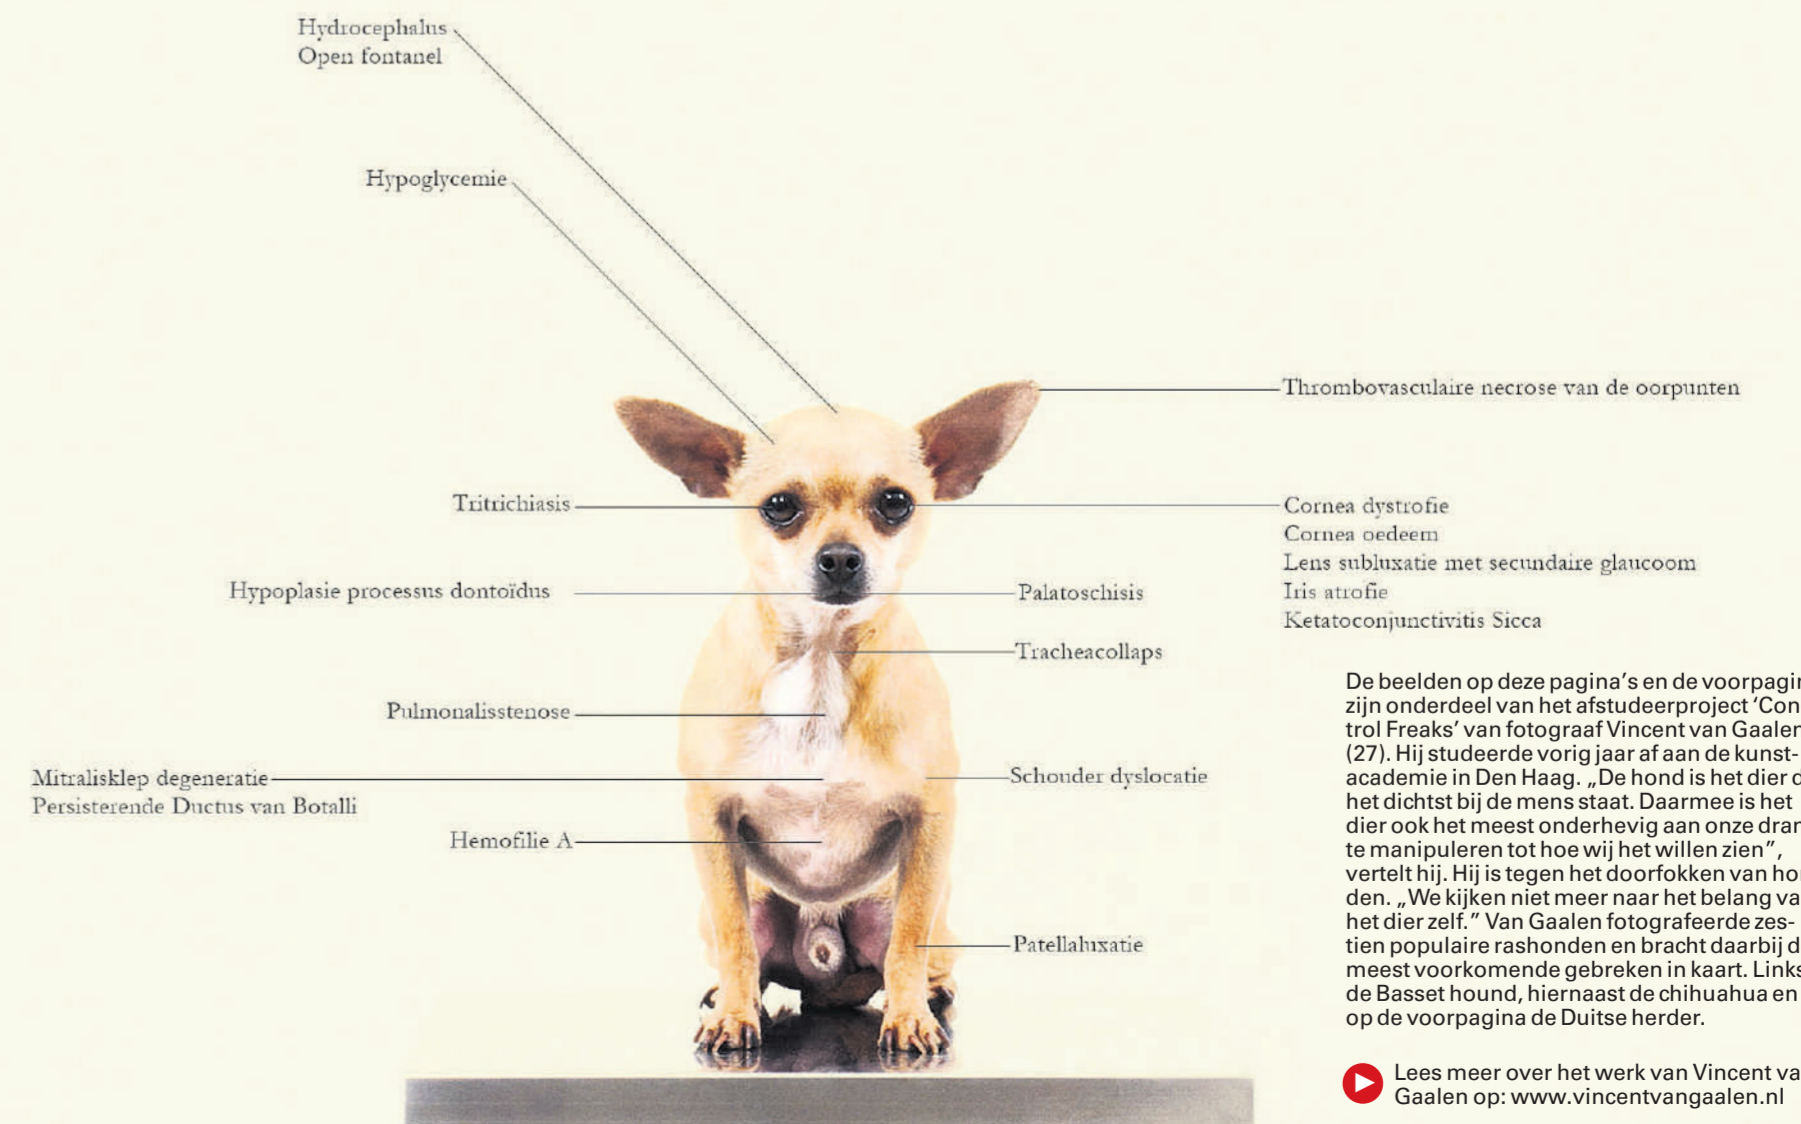 Hydrocephalus
Open fontanel
Hypoglycemie
Thrombovasculaire necrose van de oorpunten
Tritrichiasis
Cornea dystrofie
Cornea oedeem
Lens subluxatie met secundaire glaucoom
Iris atrofie
Ketatoconjunctivitis Sicca
Hypoplasie processus dontoïdus
Palatoschisis
Tracheacollaps
Pulmonalisstenose
Mitralisklep degeneratie
Persisterende Ductus van Botalli
Schouder dyslocatie
Hemofilie A
Patellaluxatie
De beelden op deze pagina's en de voorpagin
zijn onderdeel van het afstudeerproject ‘Con-
trol Freaks’ van fotograaf Vincent van Gaalen
(27). Hij studeerde vorig jaar af aan de kunst-
academie in Den Haag. „De hond is het dier d
het dichtst bij de mens staat. Daarmee is het
dier ook het meest onderhevig aan onze dran
te manipuleren tot hoe wij het willen zien”,
vertelt hij. Hij is tegen het doorfokken van hon
den. „We kijken niet meer naar het belang va
het dier zelf.” Van Gaalen fotografeerde zes-
tien populaire rashonden en bracht daarbij d
meest voorkomende gebreken in kaart. Links
de Basset hound, hiernaast de chihuahua en
op de voorpagina de Duitse herder.
Lees meer over het werk van Vincent va
Gaalen op: www.vincentvangaalen.nl